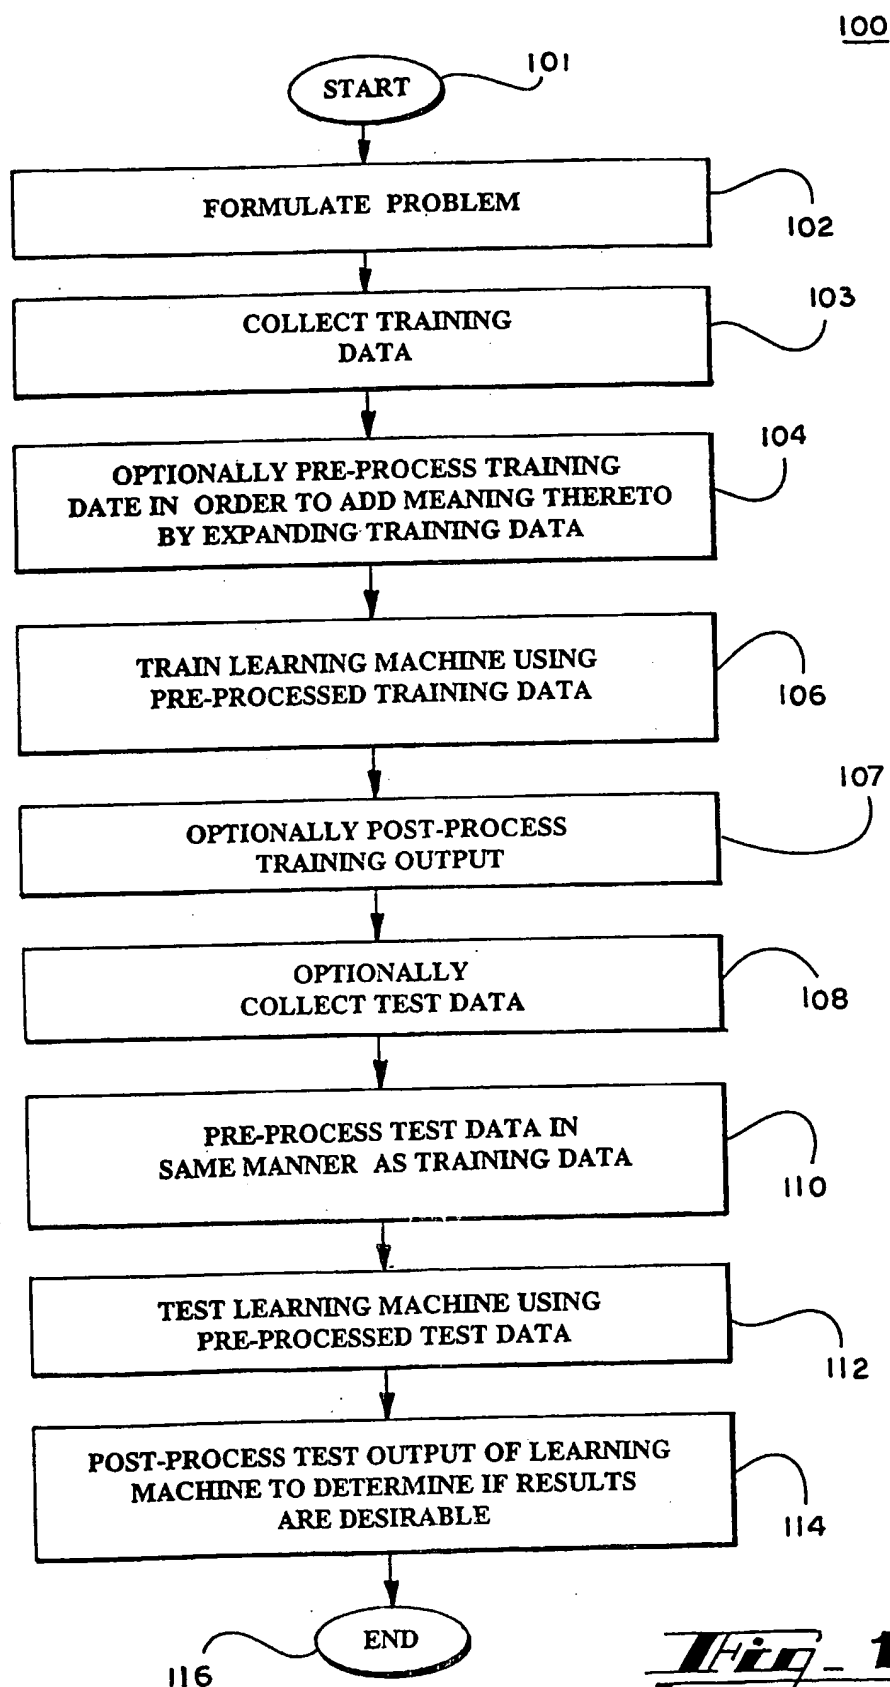 100
START
101
FORMULATE PROBLEM
102
COLLECT TRAINING
DATA
103
OPTIONALLY PRE-PROCESS TRAINING
DATE IN ORDER TO ADD MEANING THERETO
BY EXPANDING TRAINING DATA
104
TRAIN LEARNING MACHINE USING
PRE-PROCESSED TRAINING DATA
106
OPTIONALLY POST-PROCESS
TRAINING OUTPUT
107
OPTIONALLY
COLLECT TEST DATA
108
PRE-PROCESS TEST DATA IN
SAME MANNER AS TRAINING DATA
110
TEST LEARNING MACHINE USING
PRE-PROCESSED TEST DATA
112
POST-PROCESS TEST OUTPUT OF LEARNING
MACHINE TO DETERMINE IF RESULTS
ARE DESIRABLE
114
END
116
Fig_1